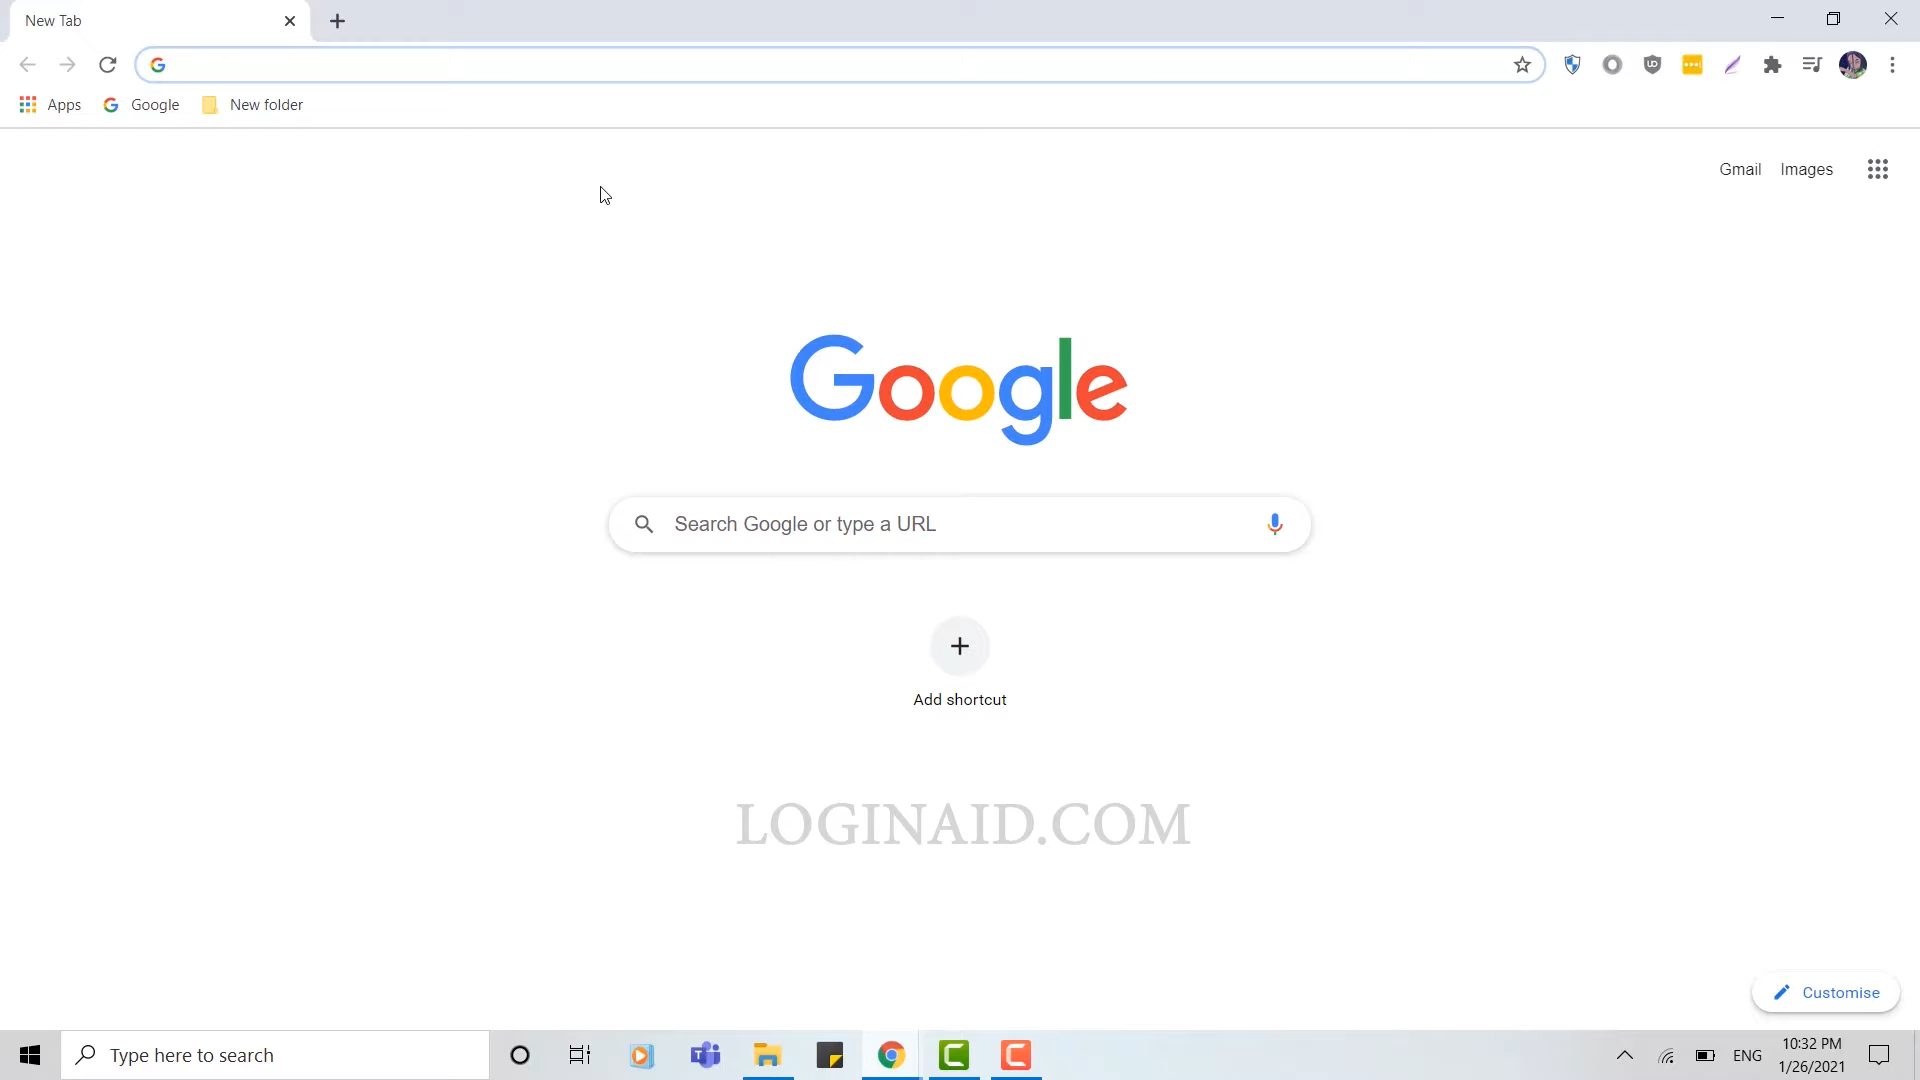 New Tab
Apps Google New folder
Gmail Images
Google
Search Google or type a URL
Add shortcut
LOGINAID.COM
Customise
Type here to search
ENG
10:32 PM
1/26/2021